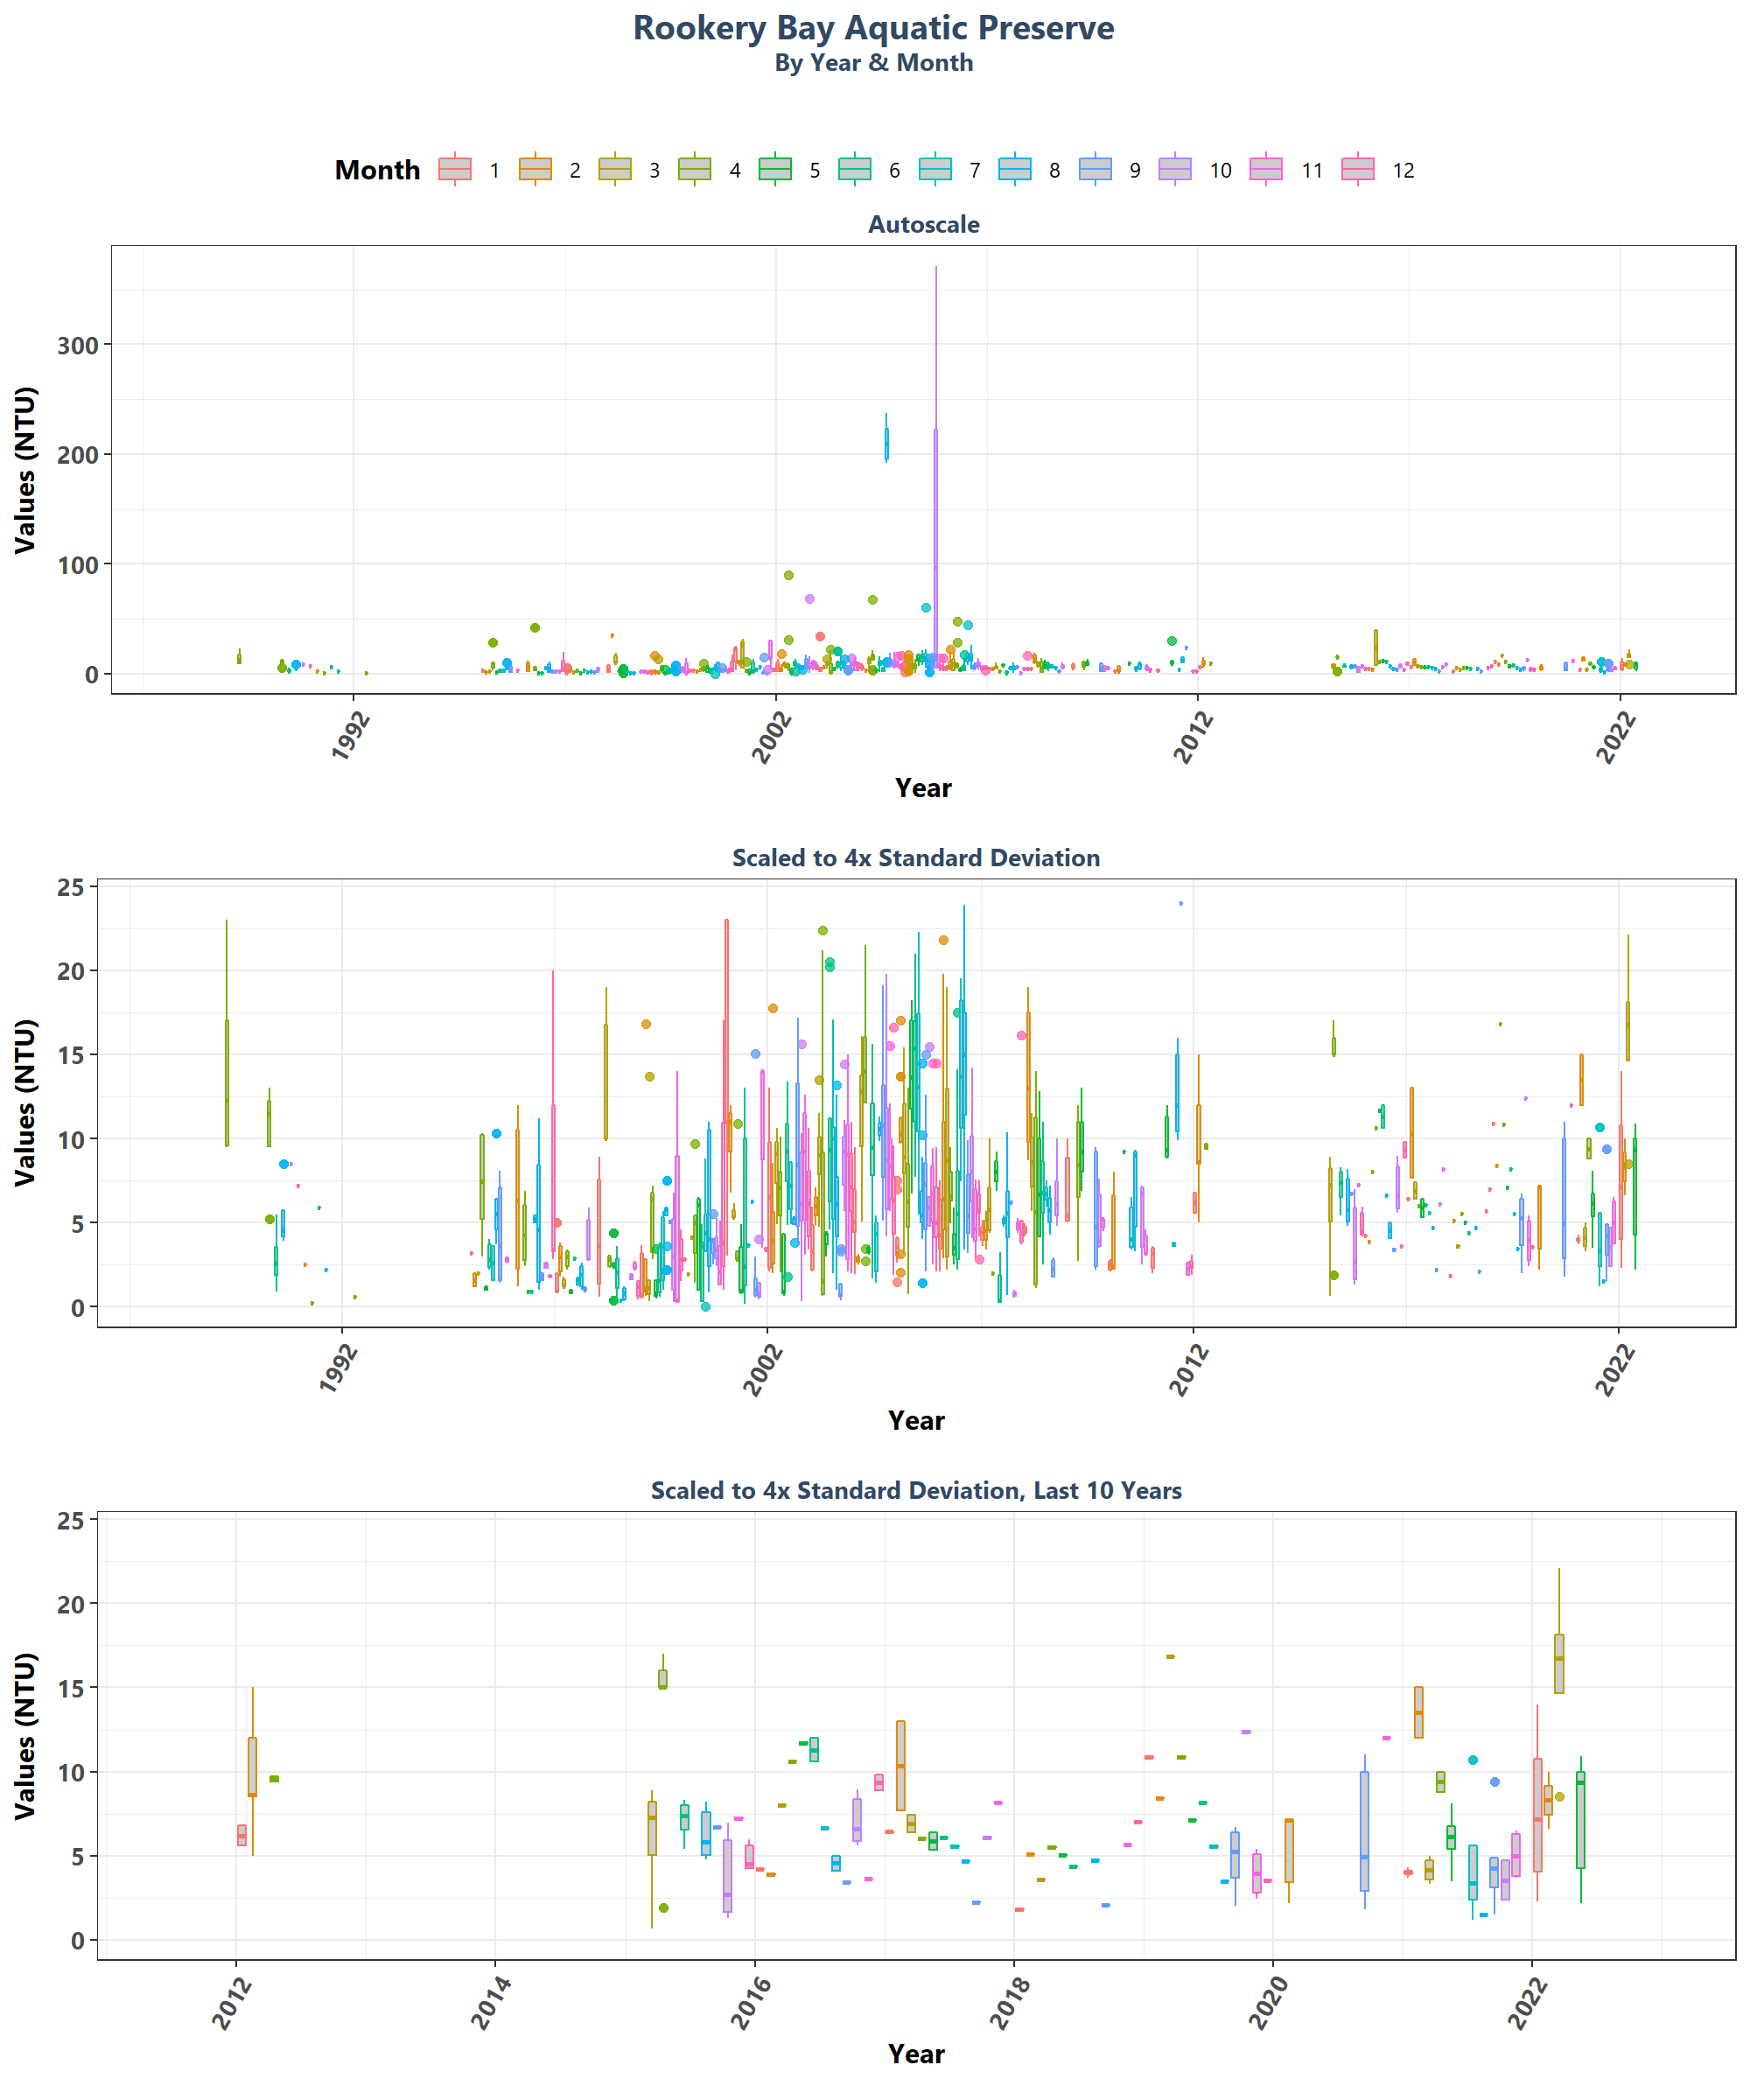 Rookery Bay Aquatic Preserve
By Year & Month
Month 1 2 3 4 5 6 7 8 9 10 11 12
Autoscale
Values (NTU)
300
200
100
0
1992 2002 2012 2022
Year
Scaled to 4x Standard Deviation
Values (NTU)
25
20
15
10
5
0
1992 2002 2012 2022
Year
Scaled to 4x Standard Deviation, Last 10 Years
Values (NTU)
25
20
15
10
5
0
2012 2014 2016 2018 2020 2022
Year